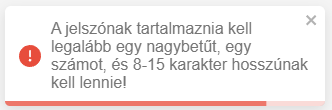 A jelszónak tartalmaznia kell
legalább egy nagybetűt, egy
számot, és 8-15 karakter hosszúnak
kell lennie!